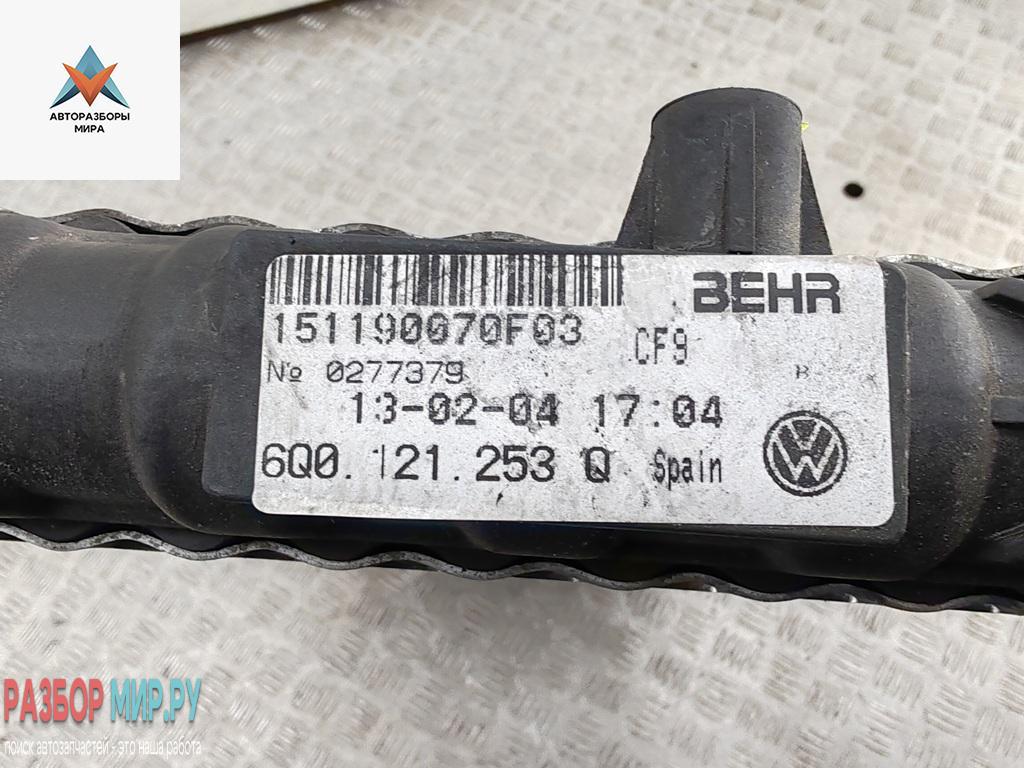 АВТОРАЗБОРЫ
МИРА
BEHR
151190070F03
CF9
№ 0277379
B
13-02-04 17:04
6Q0.121.253 Q Spain
VW
РАЗБОР МИР.РУ
поиск автозапчастей - это наша работа